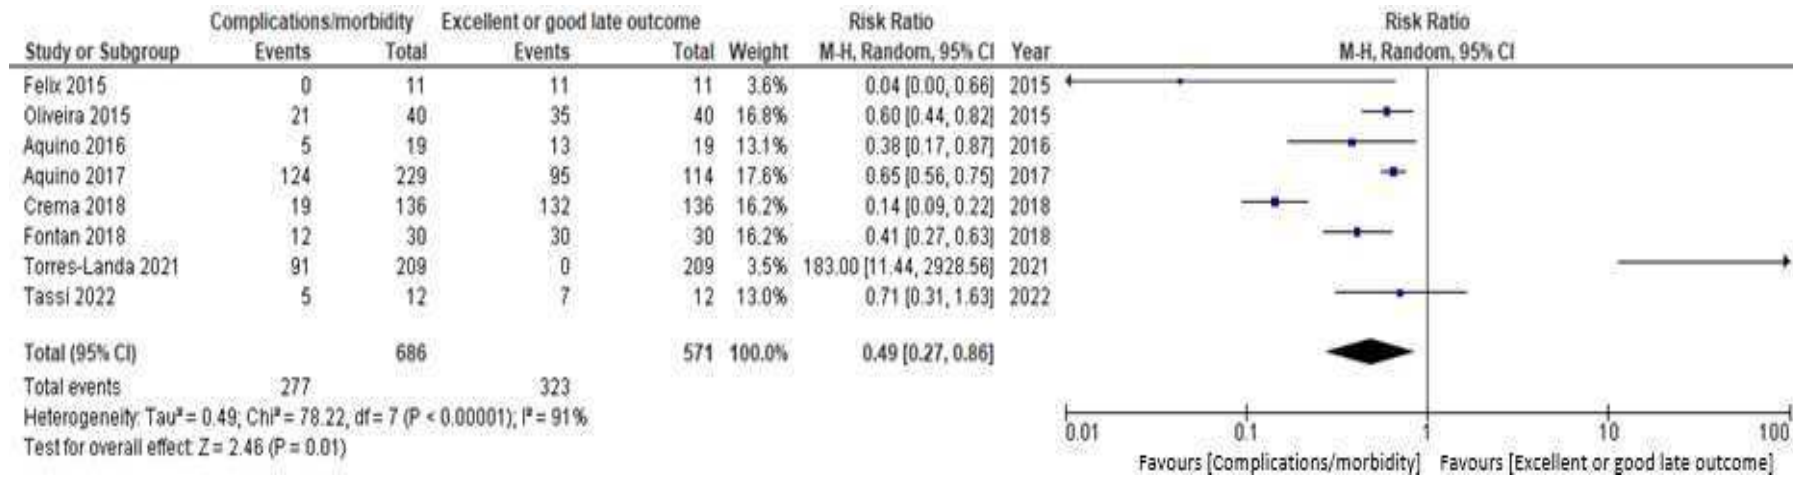 Complications/morbidity Excellent or good late outcome Risk Ratio Risk Ratio
Study or Subgroup Events Total Events Total Weight M-H, Random, 95% CI Year M-H, Random, 95% CI
Felix 2015 0 11 11 11 3.6% 0.04 [0.00, 0.66] 2015
Oliveira 2015 21 40 35 40 16.8% 0.60 [0.44, 0.82] 2015
Aquino 2016 5 19 13 19 13.1% 0.38 [0.17, 0.87] 2016
Aquino 2017 124 229 95 114 17.6% 0.65 [0.56, 0.75] 2017
Crema 2018 19 136 132 136 16.2% 0.14 [0.09, 0.22] 2018
Fontan 2018 12 30 30 30 16.2% 0.41 [0.27, 0.63] 2018
Torres-Landa 2021 91 209 0 209 3.5% 183.00 [11.44, 2928.56] 2021
Tassi 2022 5 12 7 12 13.0% 0.71 [0.31, 1.63] 2022
Total (95% CI) 686 571 100.0% 0.49 [0.27, 0.86]
Total events 277 323
Heterogeneity: Tau² = 0.49; Chi² = 78.22, df = 7 (P < 0.00001); I² = 91%
Test for overall effect: Z = 2.46 (P = 0.01)
0.01 0.1 1 10 100
Favours [Complications/morbidity] Favours [Excellent or good late outcome]